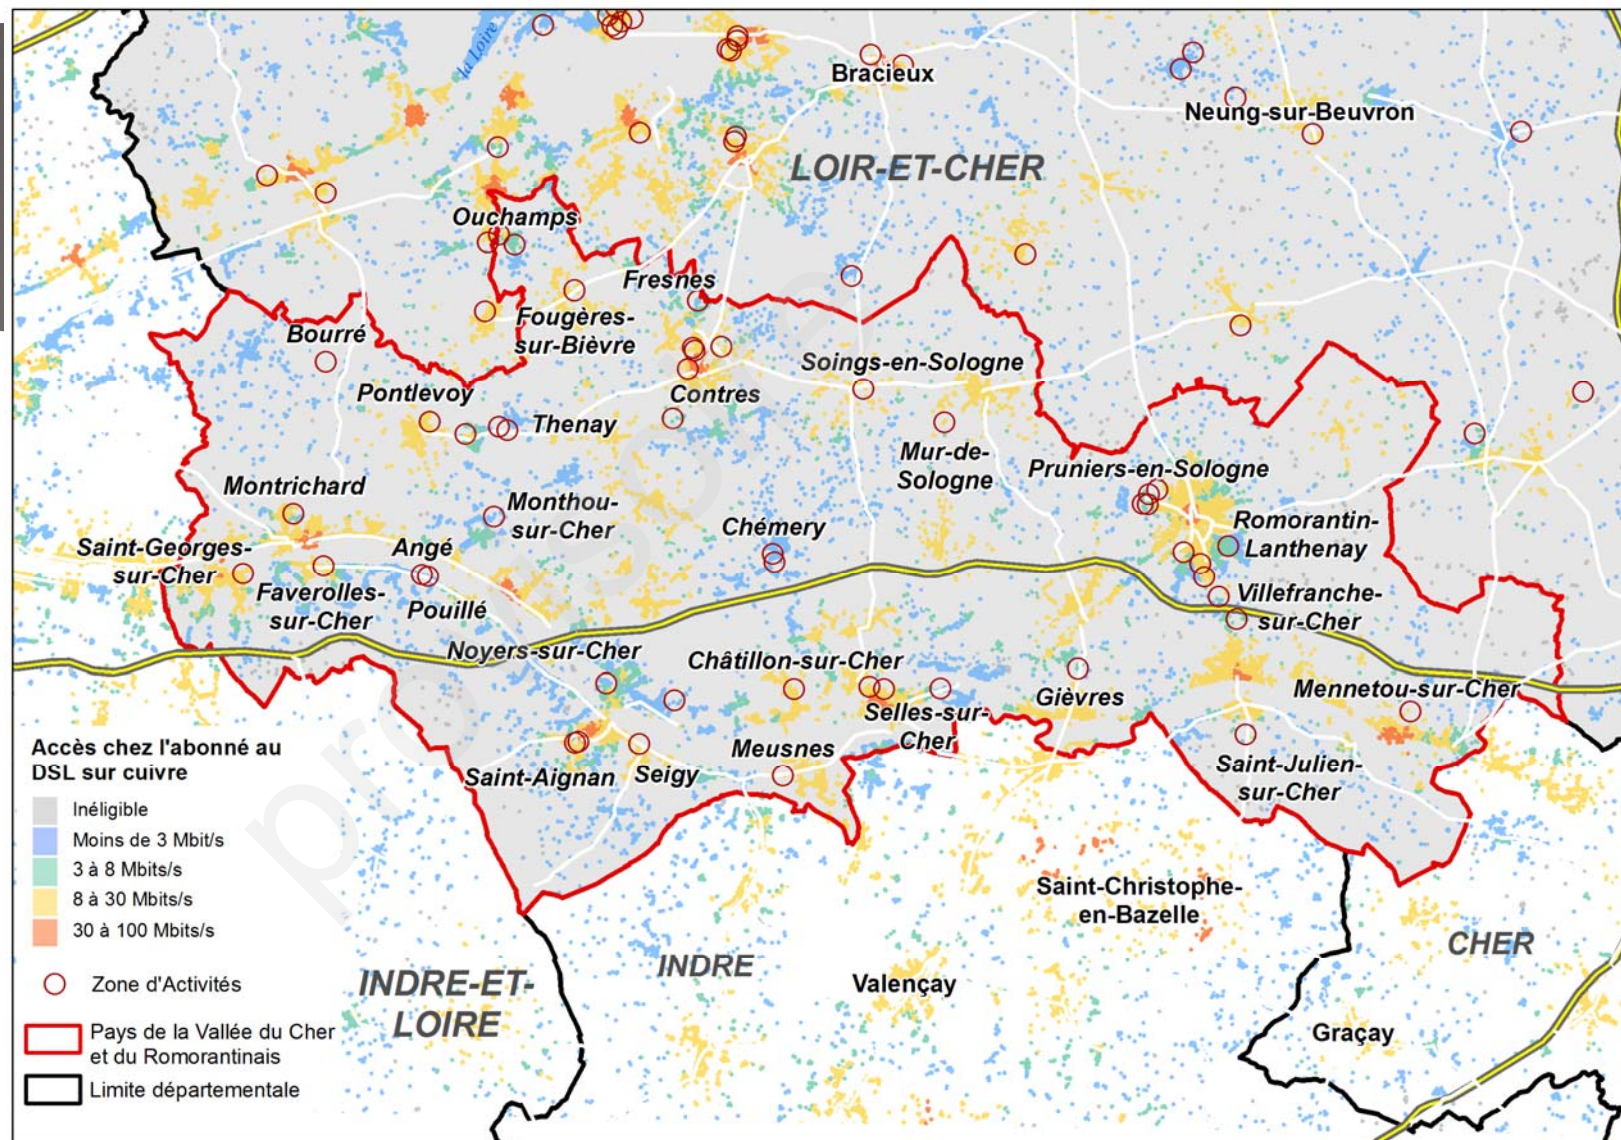 la Loire
Bracieux
Neung-sur-Beuvron
LOIR-ET-CHER
Ouchamps
Fresnes
Fougères-
sur-Bièvre
Bourré
Soings-en-Sologne
Pontlevoy
Contres
Thenay
Mur-de-
Sologne
Pruniers-en-Sologne
Montrichard
Monthou-
sur-Cher
Chémery
Romorantin-
Lanthenay
Saint-Georges-
sur-Cher
Angé
Faverolles-
sur-Cher
Pouillé
Villefranche-
sur-Cher
Noyers-sur-Cher
Châtillon-sur-Cher
Gièvres
Mennetou-sur-Cher
Selles-sur-
Cher
Meusnes
Saint-Aignan
Seigy
Saint-Julien-
sur-Cher
Accès chez l'abonné au
DSL sur cuivre
Inéligible
Moins de 3 Mbit/s
3 à 8 Mbits/s
8 à 30 Mbits/s
30 à 100 Mbits/s
Zone d'Activités
Pays de la Vallée du Cher
et du Romorantinais
Limite départementale
Saint-Christophe-
en-Bazelle
INDRE
CHER
Valençay
INDRE-ET-
LOIRE
Graçay